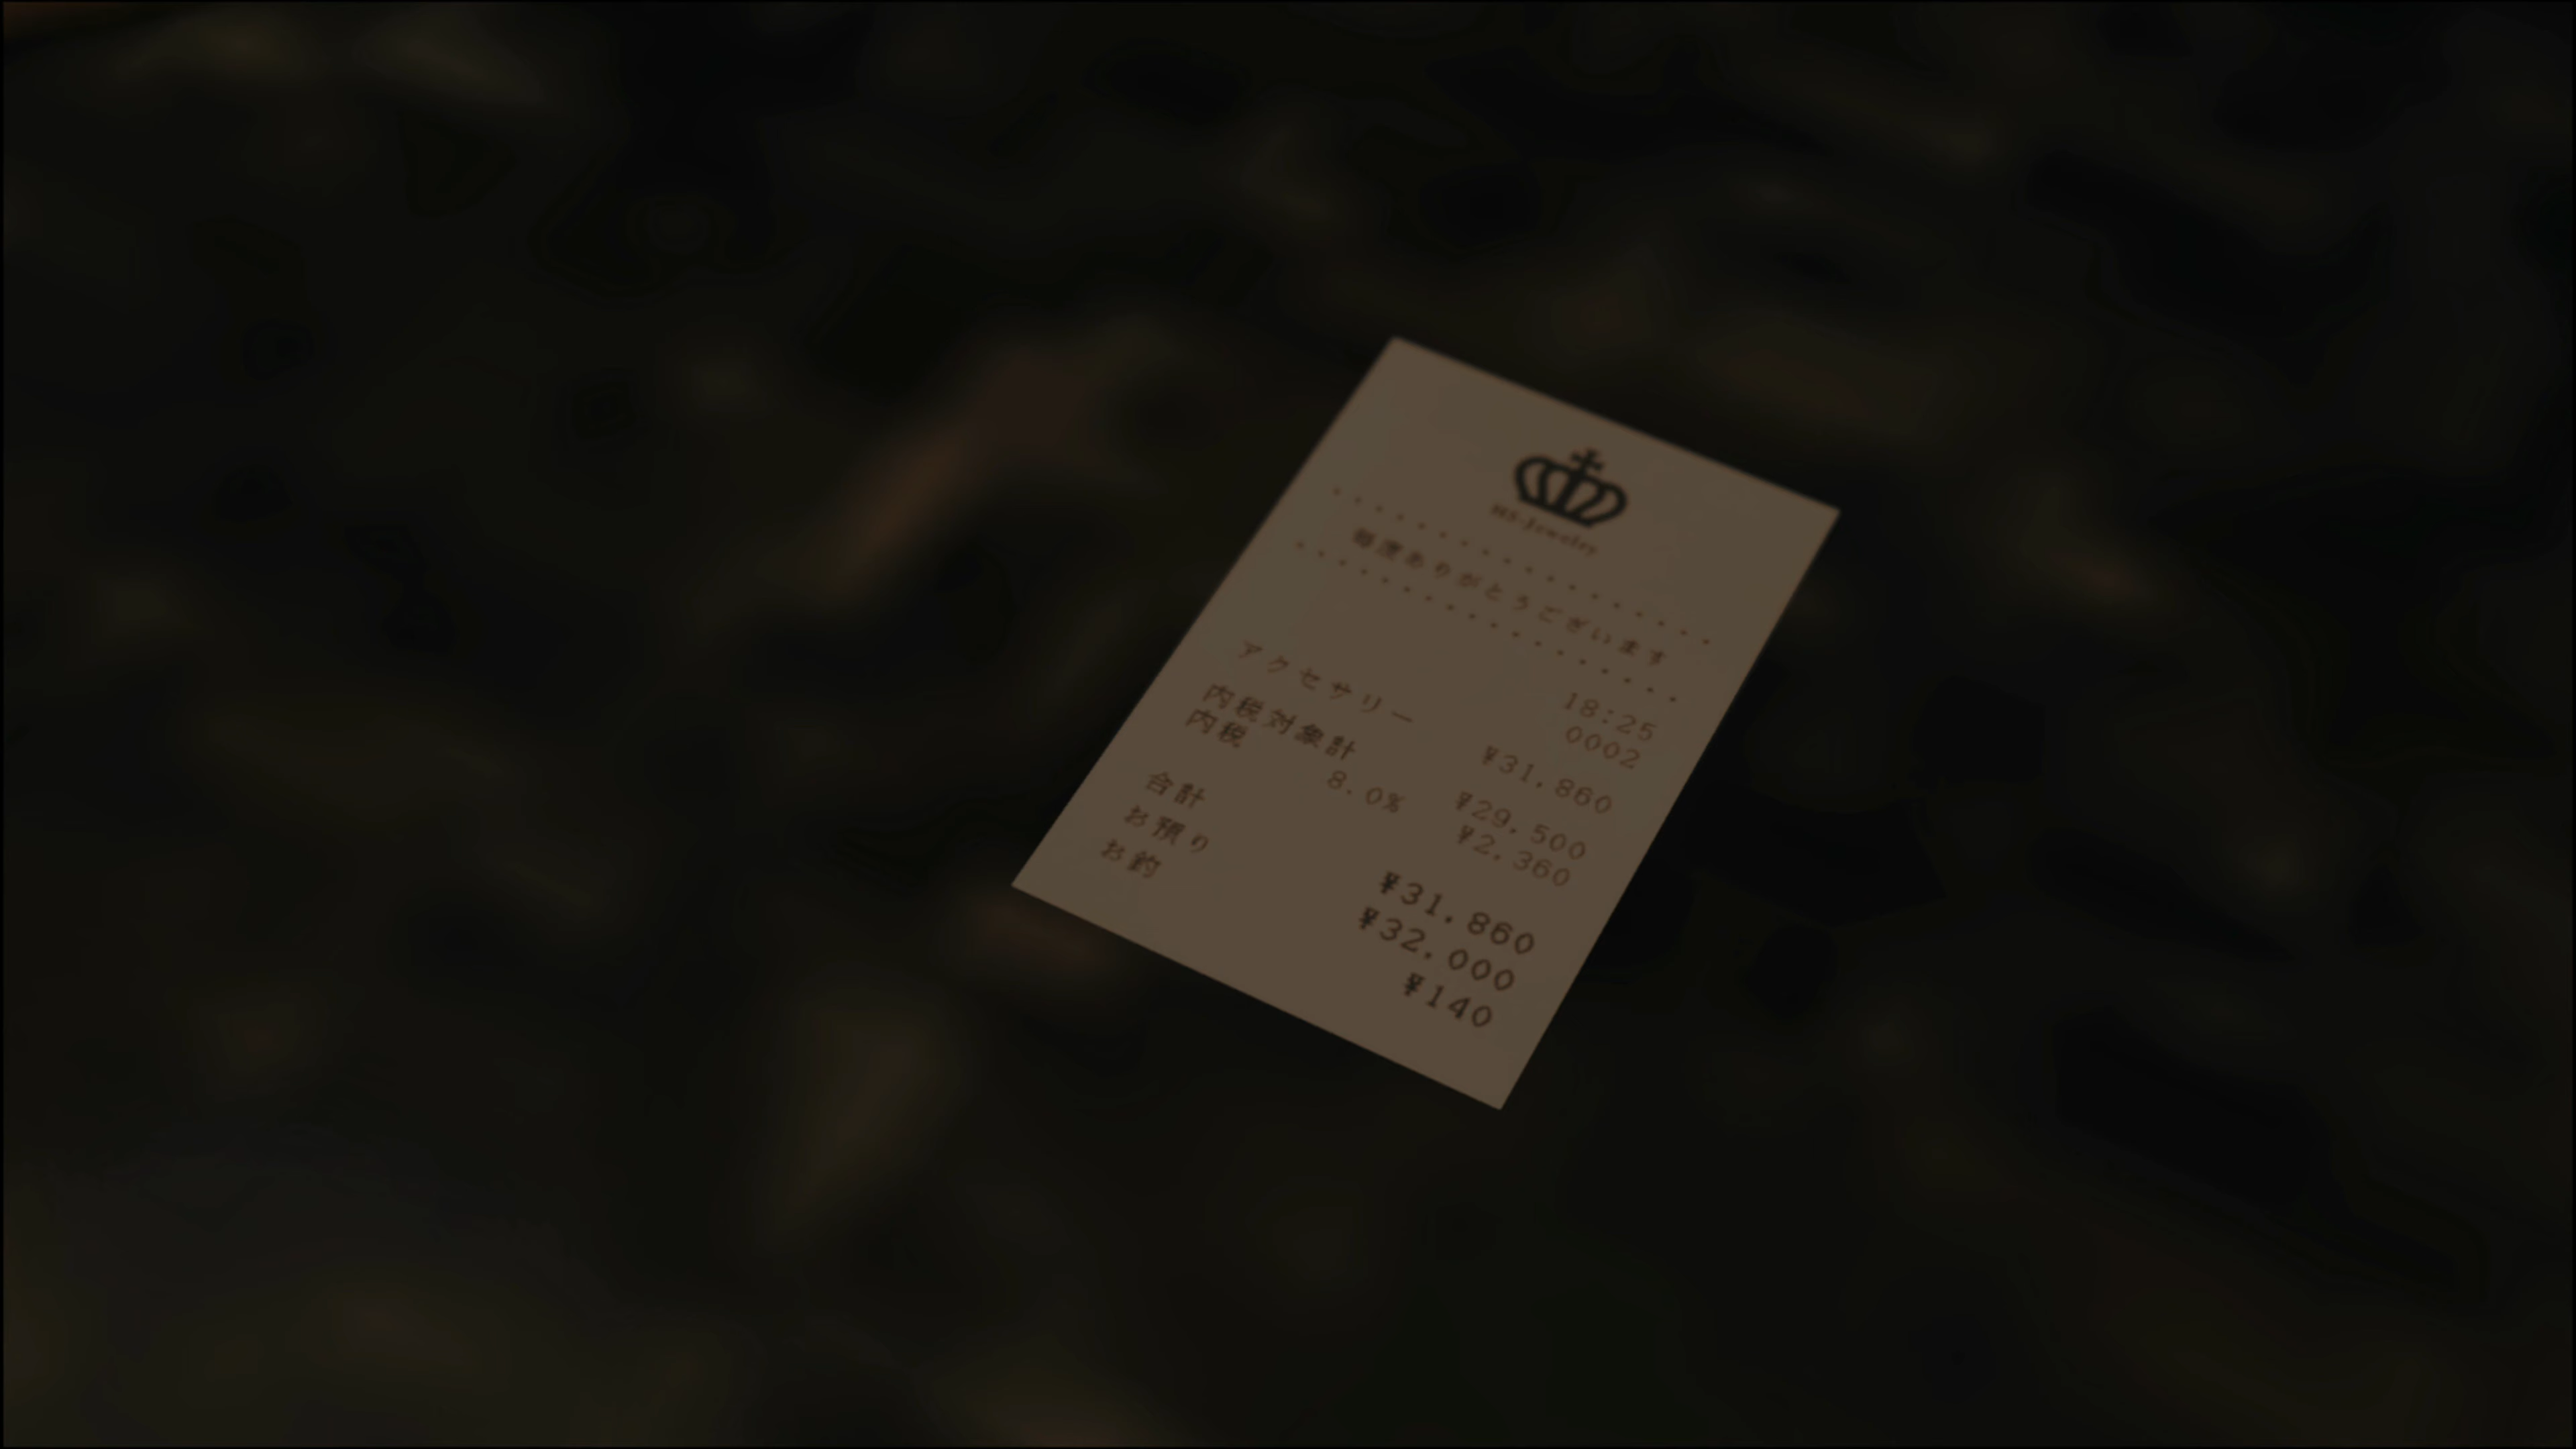 MS-Jewelry
毎度ありがとうございます
18:25
0002
アクセサリー ¥31.860
内税対象計 ¥29.500
内税 8.0% ¥2.360
合計 ¥31.860
お預り ¥32.000
お釣 ¥140